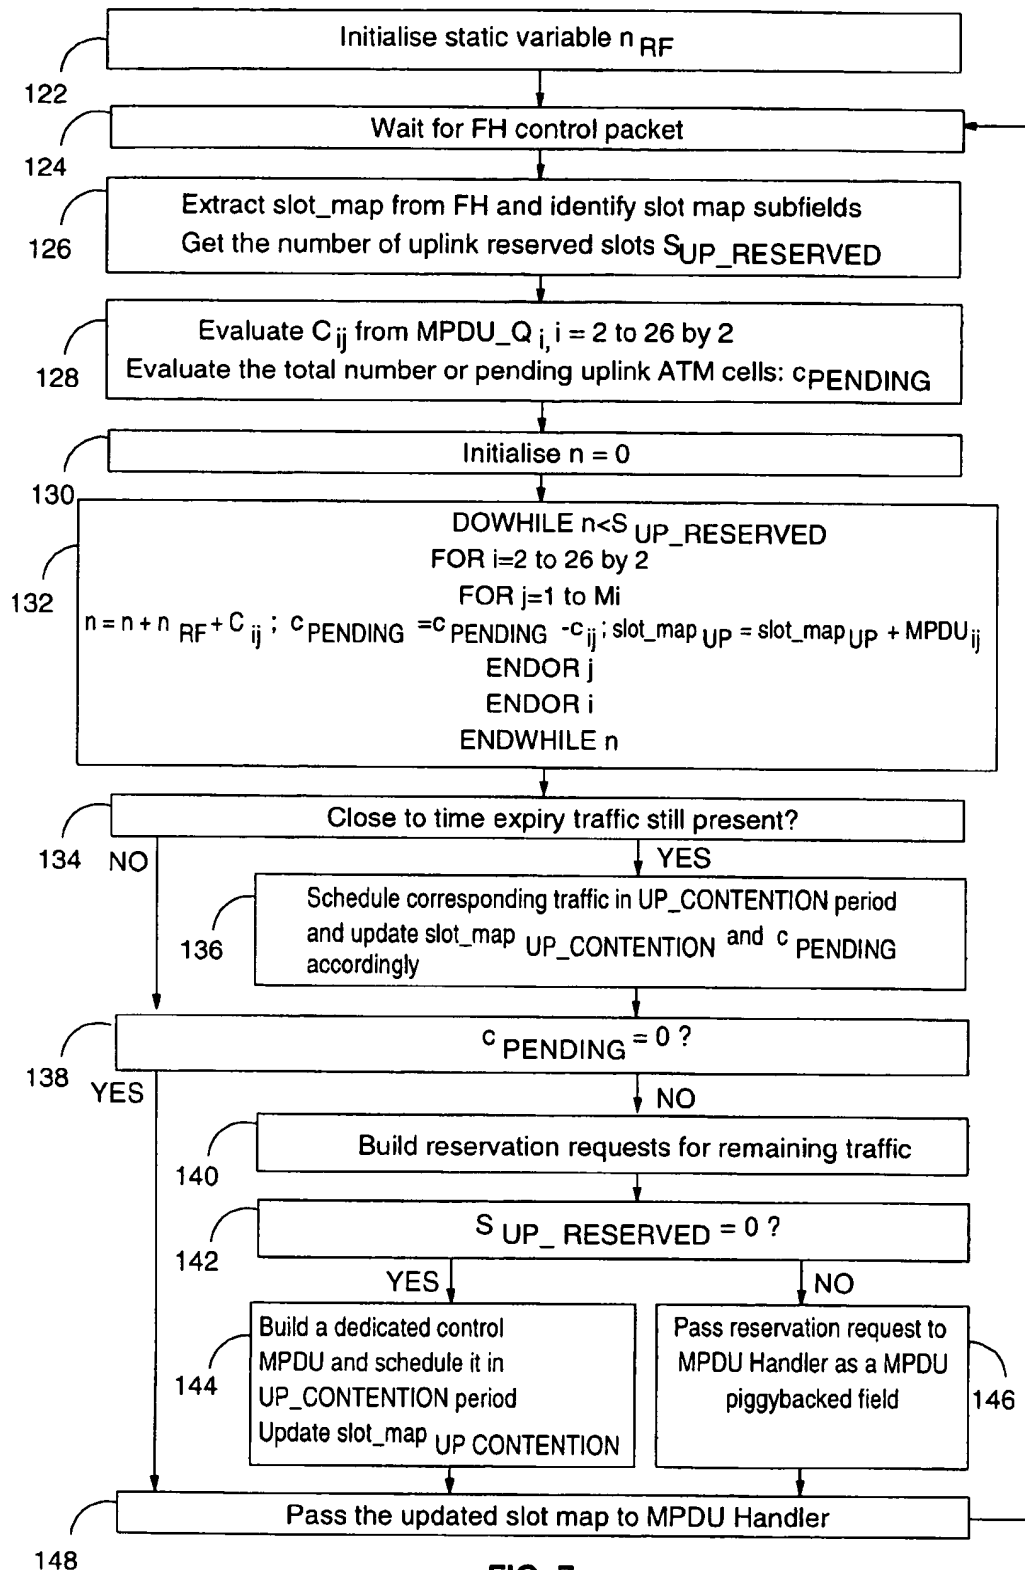 Initialise static variable n RF
122
Wait for FH control packet
124
Extract slot_map from FH and identify slot map subfields
Get the number of uplink reserved slots S UP_RESERVED
126
Evaluate C ij from MPDU_Q i, i = 2 to 26 by 2
Evaluate the total number or pending uplink ATM cells: c PENDING
128
Initialise n = 0
130
DOWHILE n<S UP_RESERVED
FOR i=2 to 26 by 2
FOR j=1 to Mi
n = n + n RF + C ij ; c PENDING =c PENDING -c ij ; slot_map UP = slot_map UP + MPDU ij
ENDOR j
ENDOR i
ENDWHILE n
132
Close to time expiry traffic still present?
134
NO
YES
Schedule corresponding traffic in UP_CONTENTION period
and update slot_map UP_CONTENTION and c PENDING
accordingly
136
c PENDING = 0 ?
138
YES
NO
Build reservation requests for remaining traffic
140
S UP_ RESERVED = 0 ?
142
YES
NO
Build a dedicated control
MPDU and schedule it in
UP_CONTENTION period
Update slot_map UP CONTENTION
144
Pass reservation request to
MPDU Handler as a MPDU
piggybacked field
146
Pass the updated slot map to MPDU Handler
148